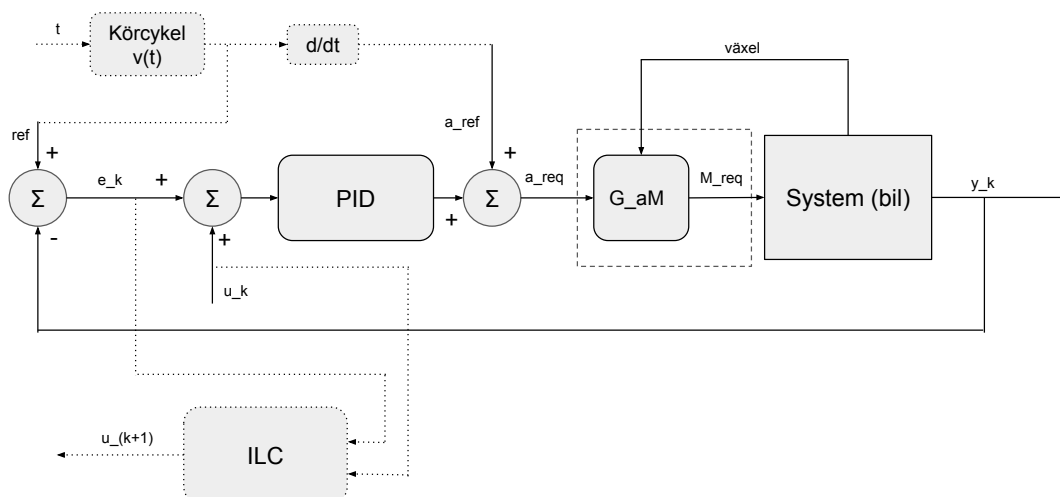 t
Körcykel
v(t)
d/dt
växel
ref
+
a_ref
+
Σ
e_k
+
Σ
PID
+
Σ
a_req
G_aM
M_req
System (bil)
y_k
-
+
u_k
u_(k+1)
ILC